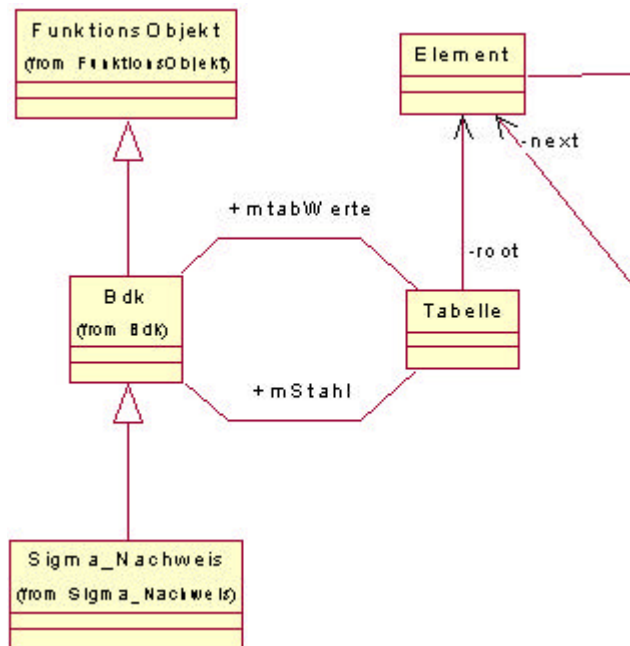 FunktionsObjekt
(from FunktionsObjekt)
Element
-next
+mtabWerte
-root
Bdk
(from Bdk)
Tabelle
+mStahl
Sigma_Nachweis
(from Sigma_Nachweis)